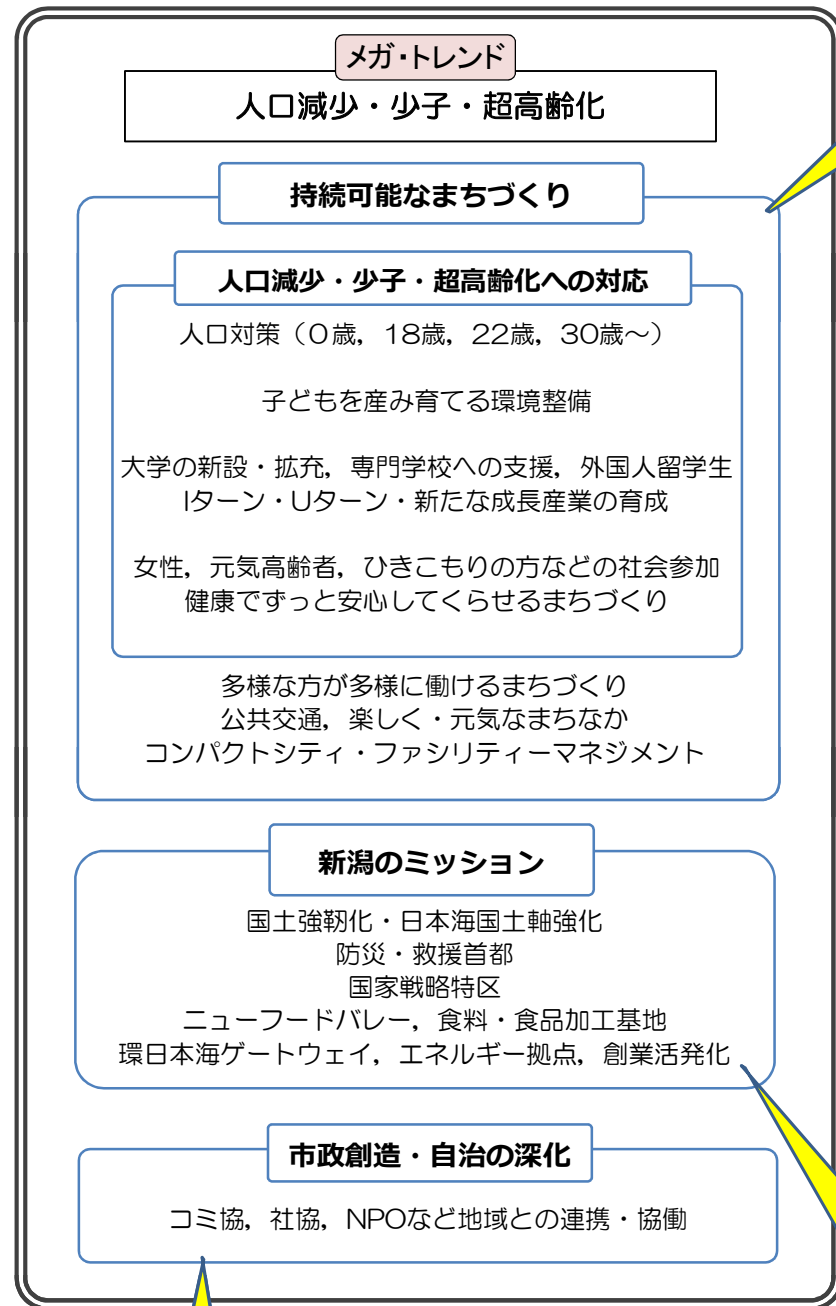 メガ・トレンド
人口減少・少子・超高齢化
持続可能なまちづくり
人口減少・少子・超高齢化への対応
人口対策（０歳，18歳，22歳，30歳～）
子どもを産み育てる環境整備
大学の新設・拡充，専門学校への支援，外国人留学生
Iターン・Uターン・新たな成長産業の育成
女性，元気高齢者，ひきこもりの方などの社会参加
健康でずっと安心してくらせるまちづくり
多様な方が多様に働けるまちづくり
公共交通，楽しく・元気なまちなか
コンパクトシティ・ファシリティーマネジメント
新潟のミッション
国土強靭化・日本海国土軸強化
防災・救援首都
国家戦略特区
ニューフードバレー，食料・食品加工基地
環日本海ゲートウェイ，エネルギー拠点，創業活発化
市政創造・自治の深化
コミ協，社協，NPOなど地域との連携・協働